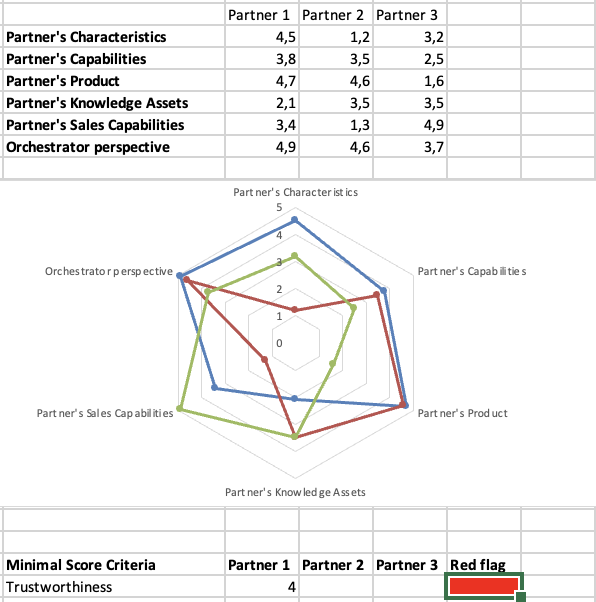 Partner 1 Partner 2 Partner 3
Partner's Characteristics 4,5 1,2 3,2
Partner's Capabilities 3,8 3,5 2,5
Partner's Product 4,7 4,6 1,6
Partner's Knowledge Assets 2,1 3,5 3,5
Partner's Sales Capabilities 3,4 1,3 4,9
Orchestrator perspective 4,9 4,6 3,7
Partner's Characteristics
5
4
3
2
1
0
Orchestrator perspective
Partner's Capabilities
Partner's Sales Capabilities
Partner's Product
Partner's Knowledge Assets
Minimal Score Criteria Partner 1 Partner 2 Partner 3 Red flag
Trustworthiness 4